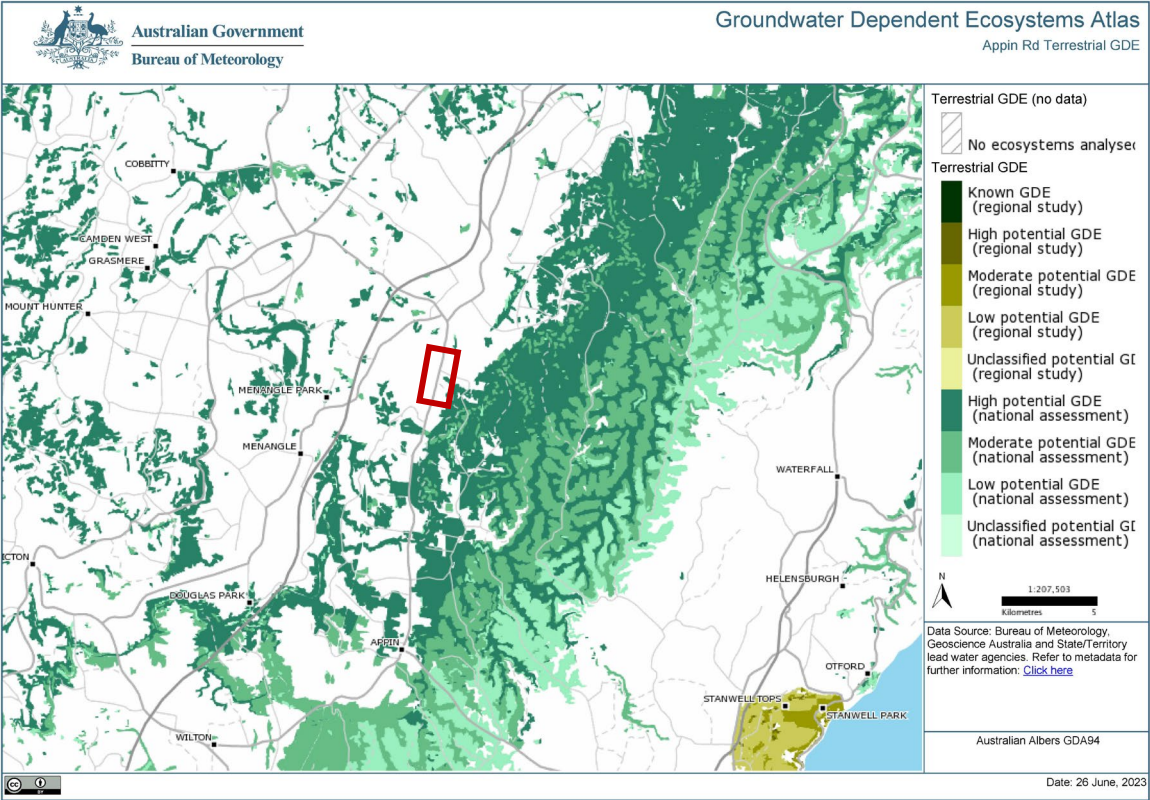 Australian Government
Bureau of Meteorology
Groundwater Dependent Ecosystems Atlas
Appin Rd Terrestrial GDE
COBBITTY
CAMDEN WEST
GRASMERE
MOUNT HUNTER
MENANGLE PARK
MENANGLE
WATERFALL
ICTON
DOUGLAS PARK
HELENSBURGH
APPIN
OTFORD
STANWELL TOPS
STANWELL PARK
WILTON
Terrestrial GDE (no data)
No ecosystems analysed
Terrestrial GDE
Known GDE
(regional study)
High potential GDE
(regional study)
Moderate potential GDE
(regional study)
Low potential GDE
(regional study)
Unclassified potential GD
(regional study)
High potential GDE
(national assessment)
Moderate potential GDE
(national assessment)
Low potential GDE
(national assessment)
Unclassified potential GD
(national assessment)
N
1:207,503
Kilometres 5
Data Source: Bureau of Meteorology,
Geoscience Australia and State/Territory
lead water agencies. Refer to metadata for
further information: Click here
Australian Albers GDA94
cc BY
Date: 26 June, 2023